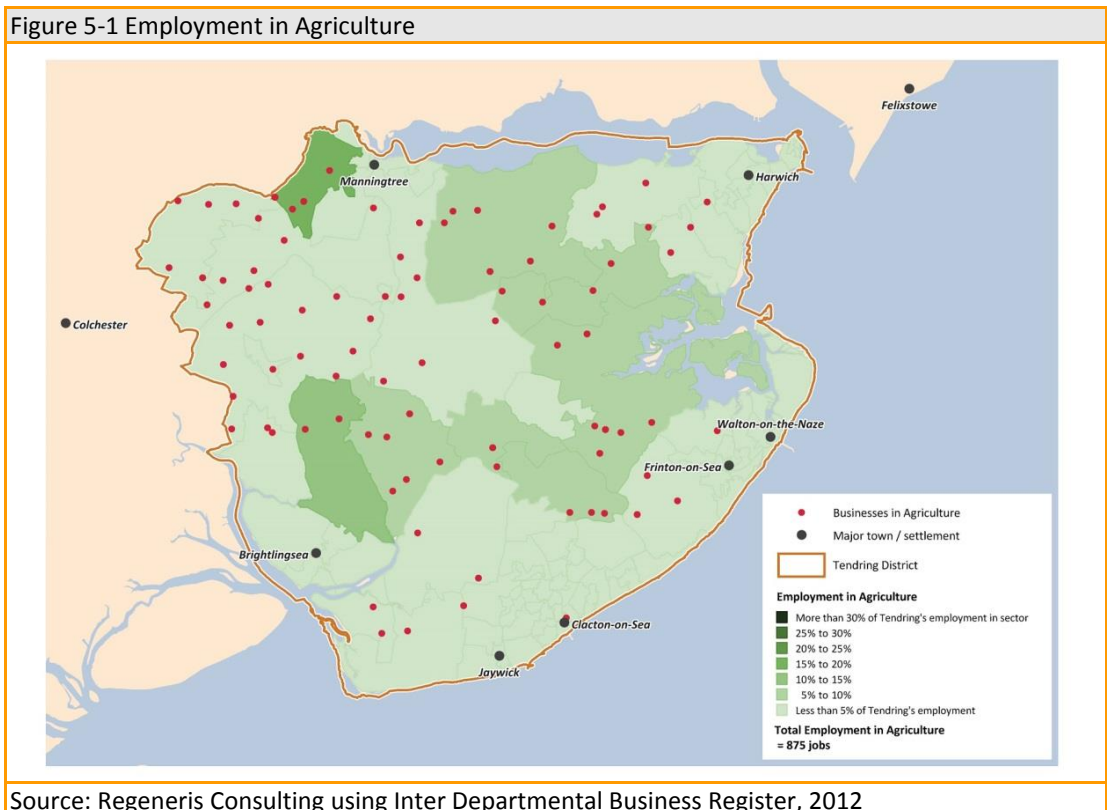 Figure 5-1 Employment in Agriculture
Felixstowe
Manningtree
Harwich
Colchester
Walton-on-the-Naze
Frinton-on-Sea
Brightlingsea
Clacton-on-Sea
Jaywick
Businesses in Agriculture
Major town / settlement
Tendring District
Employment in Agriculture
More than 30% of Tendring's employment in sector
25% to 30%
20% to 25%
15% to 20%
10% to 15%
5% to 10%
Less than 5% of Tendring's employment
Total Employment in Agriculture
= 875 jobs
Source: Regeneris Consulting using Inter Departmental Business Register, 2012